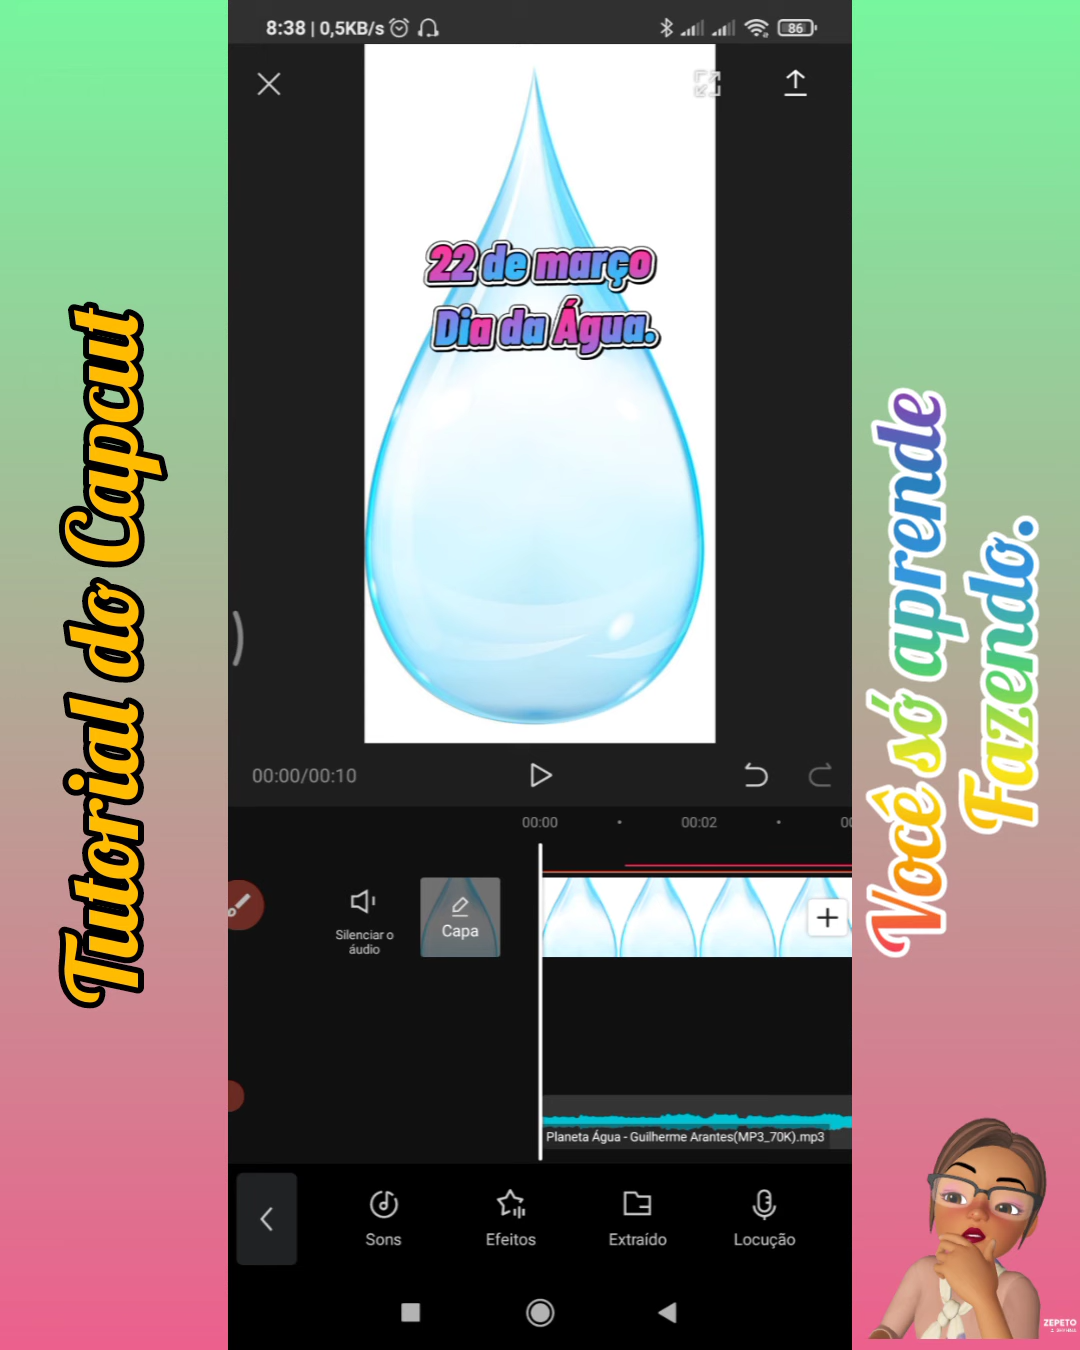 8:38 | 0,5KB/s
86
22 de março
Dia da Água.
00:00/00:10
00:00
00:02
Silenciar o
áudio
Capa
Planeta Água - Guilherme Arantes(MP3_70K).mp3
Sons
Efeitos
Extraído
Locução
Tutorial do Capcut
Você só aprende
Fazendo.
ZEPETO